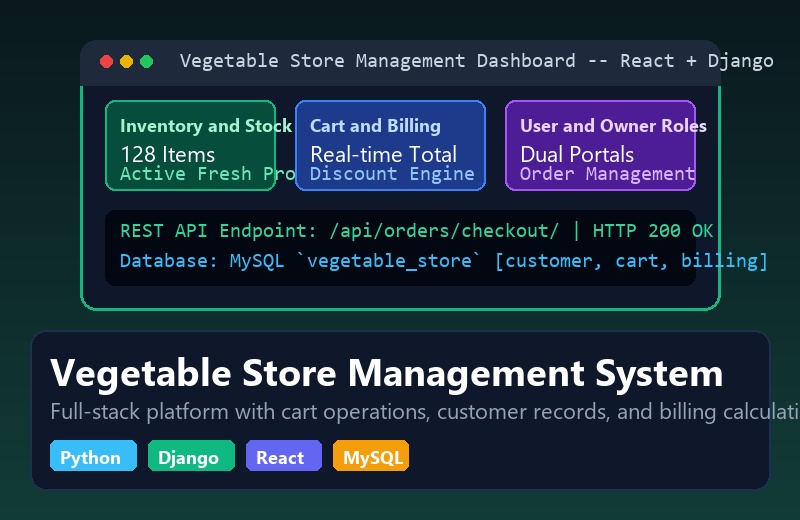 Vegetable Store Management Dashboard -- React + Django
Inventory and Stock
128 Items
Active Fresh Pro
Cart and Billing
Real-time Total
Discount Engine
User and Owner Roles
Dual Portals
Order Management
REST API Endpoint: /api/orders/checkout/ | HTTP 200 OK
Database: MySQL `vegetable_store` [customer, cart, billing]
Vegetable Store Management System
Full-stack platform with cart operations, customer records, and billing calculati
Python
Django
React
MySQL